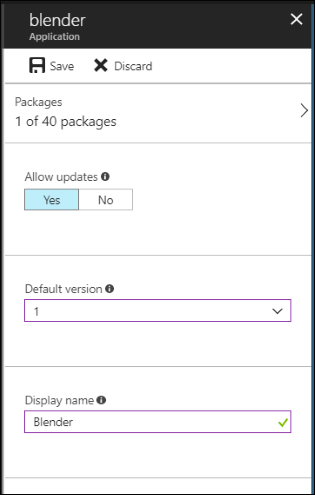 blender
Application
Save Discard
Packages
1 of 40 packages
Allow updates
Yes No
Default version
1
Display name
Blender